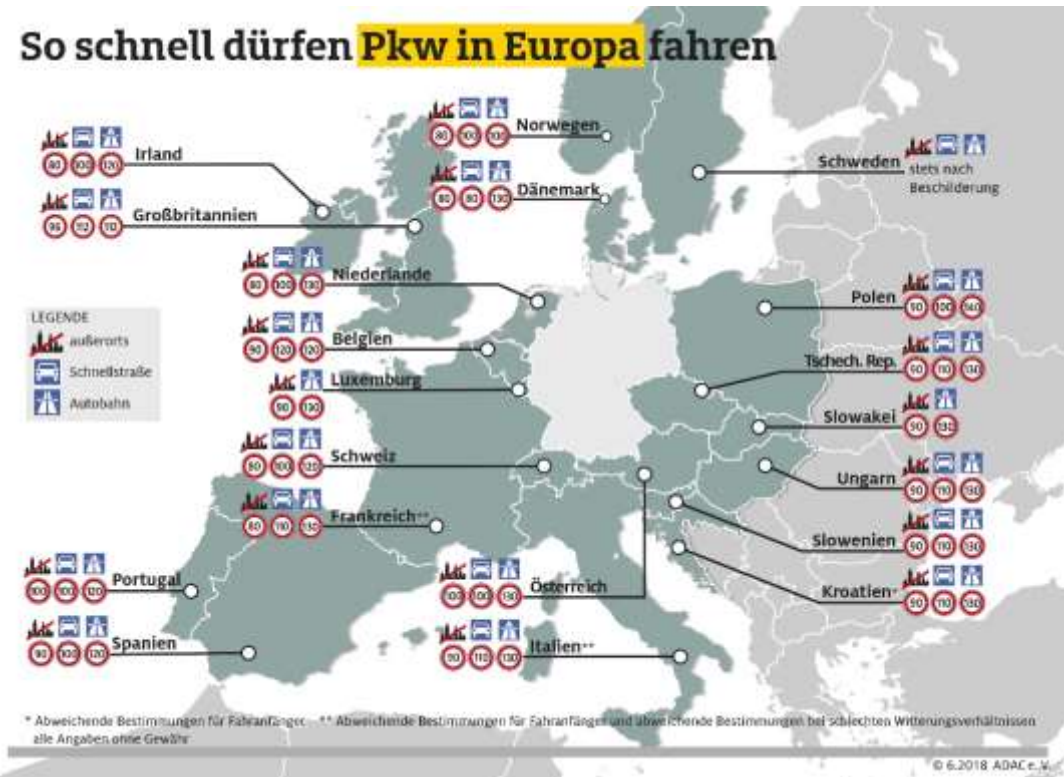 So schnell dürfen Pkw in Europa fahren
Norwegen
80 100 100
Irland
80 100 120
Schweden
stets nach
Beschilderung
Dänemark
80 80 130
Großbritannien
96 112 110
Niederlande
80 100 130
Polen
90 100 140
LEGENDE
außerorts
Schnellstraße
Autobahn
Belgien
90 120 120
Tschech. Rep.
90 110 130
Luxemburg
90 130
Slowakei
90 130
Schweiz
80 100 120
Ungarn
90 110 130
Frankreich**
80 110 130
Slowenien
90 110 130
Portugal
100 100 120
Österreich
100 100 130
Kroatien*
90 110 130
Spanien
90 100 120
Italien**
90 110 130
* Abweichende Bestimmungen für Fahranfänger ** Abweichende Bestimmungen für Fahranfänger und abweichende Bestimmungen bei schlechten Witterungsverhältnissen
alle Angaben ohne Gewähr
© 6.2018 ADAC e.V.